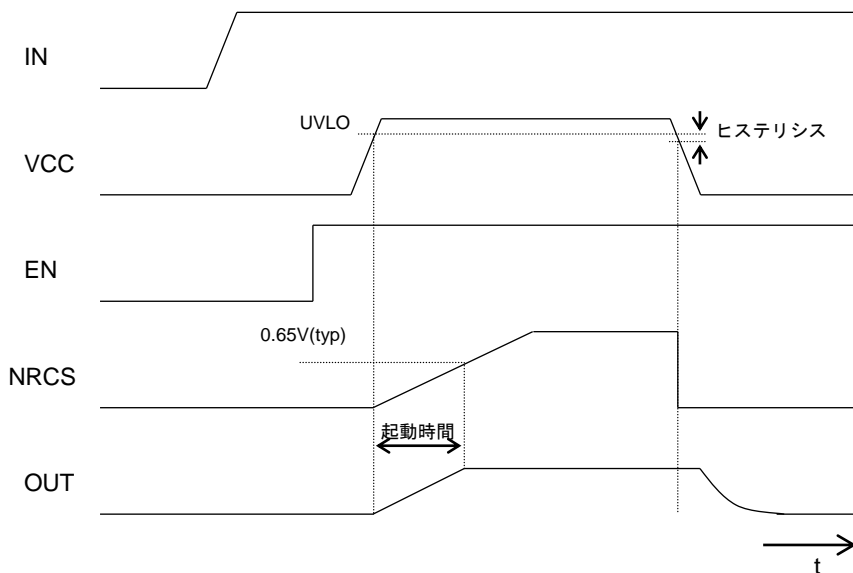 IN
UVLO
ヒステリシス
VCC
EN
0.65V(typ)
NRCS
起動時間
OUT
t